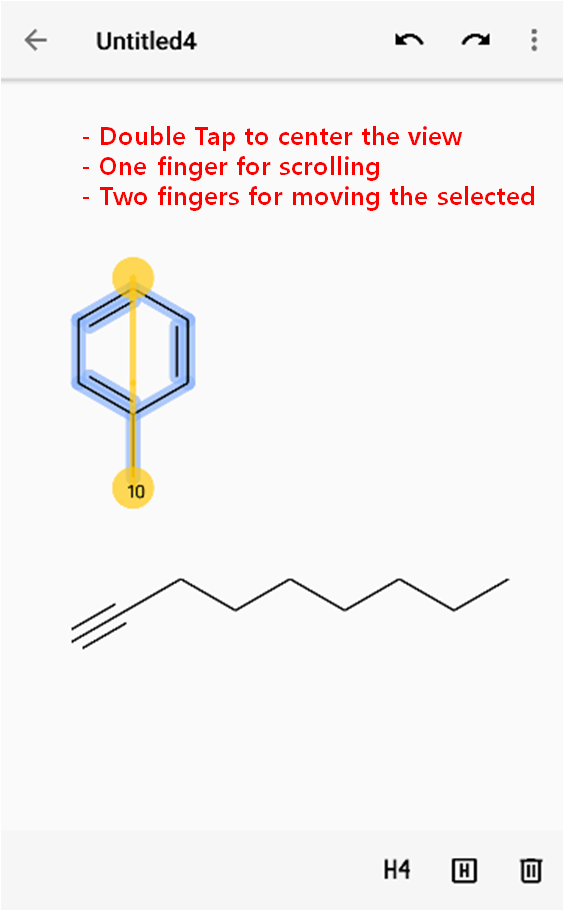 Untitled4
- Double Tap to center the view
- One finger for scrolling
- Two fingers for moving the selected
10
H4 H